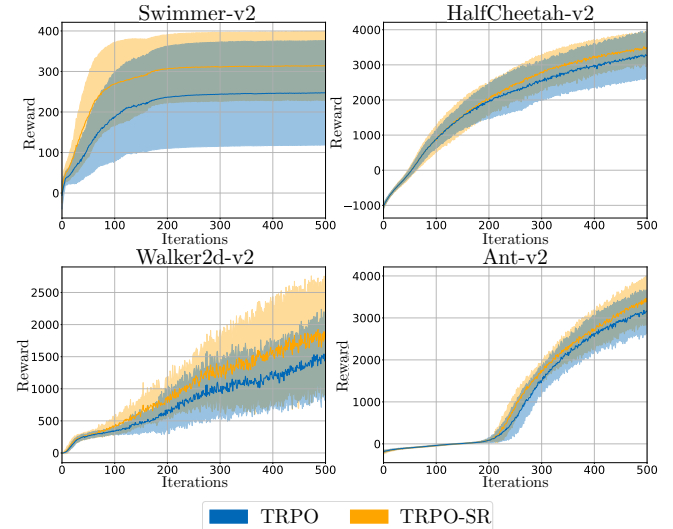 Swimmer-v2
400
300
200
100
0
Reward
0 100 200 300 400 500
Iterations
HalfCheetah-v2
4000
3000
2000
1000
0
−1000
Reward
0 100 200 300 400 500
Iterations
Walker2d-v2
2500
2000
1500
1000
500
0
Reward
0 100 200 300 400 500
Iterations
Ant-v2
4000
3000
2000
1000
0
Reward
0 100 200 300 400 500
Iterations
TRPO TRPO-SR